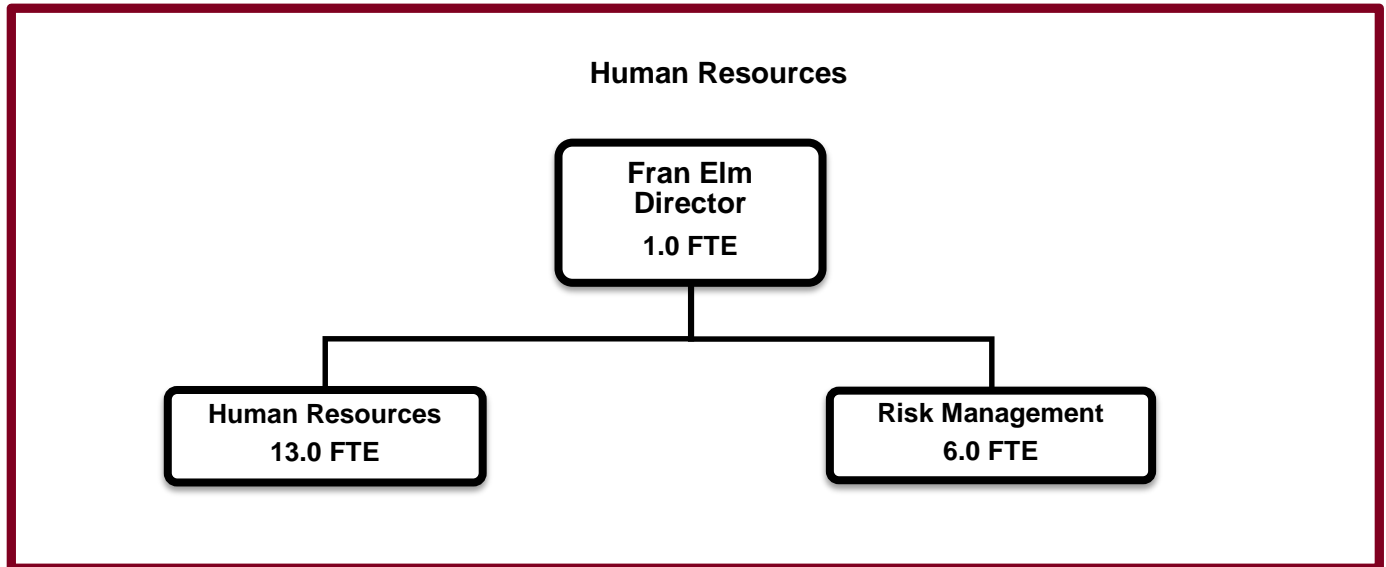 Human Resources
Fran Elm
Director
1.0 FTE
Human Resources
13.0 FTE
Risk Management
6.0 FTE